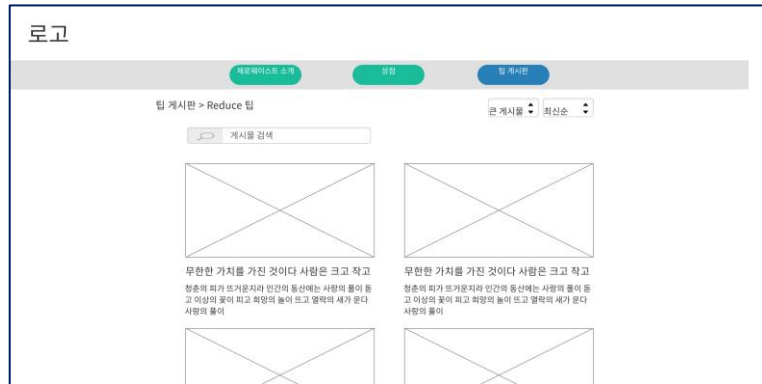 로고
제로웨이스트 소개
상점
팁 게시판
팁 게시판 > Reduce 팁
큰 게시물
최신순
게시물 검색
무한한 가치를 가진 것이다 사람은 크고 작고
청춘의 피가 뜨거운지라 인간의 동산에는 사랑의 풀이 돋
고 이상의 꽃이 피고 희망의 놀이 뜨고 열락의 새가 운다
사랑의 풀이
무한한 가치를 가진 것이다 사람은 크고 작고
청춘의 피가 뜨거운지라 인간의 동산에는 사랑의 풀이 돋
고 이상의 꽃이 피고 희망의 놀이 뜨고 열락의 새가 운다
사랑의 풀이